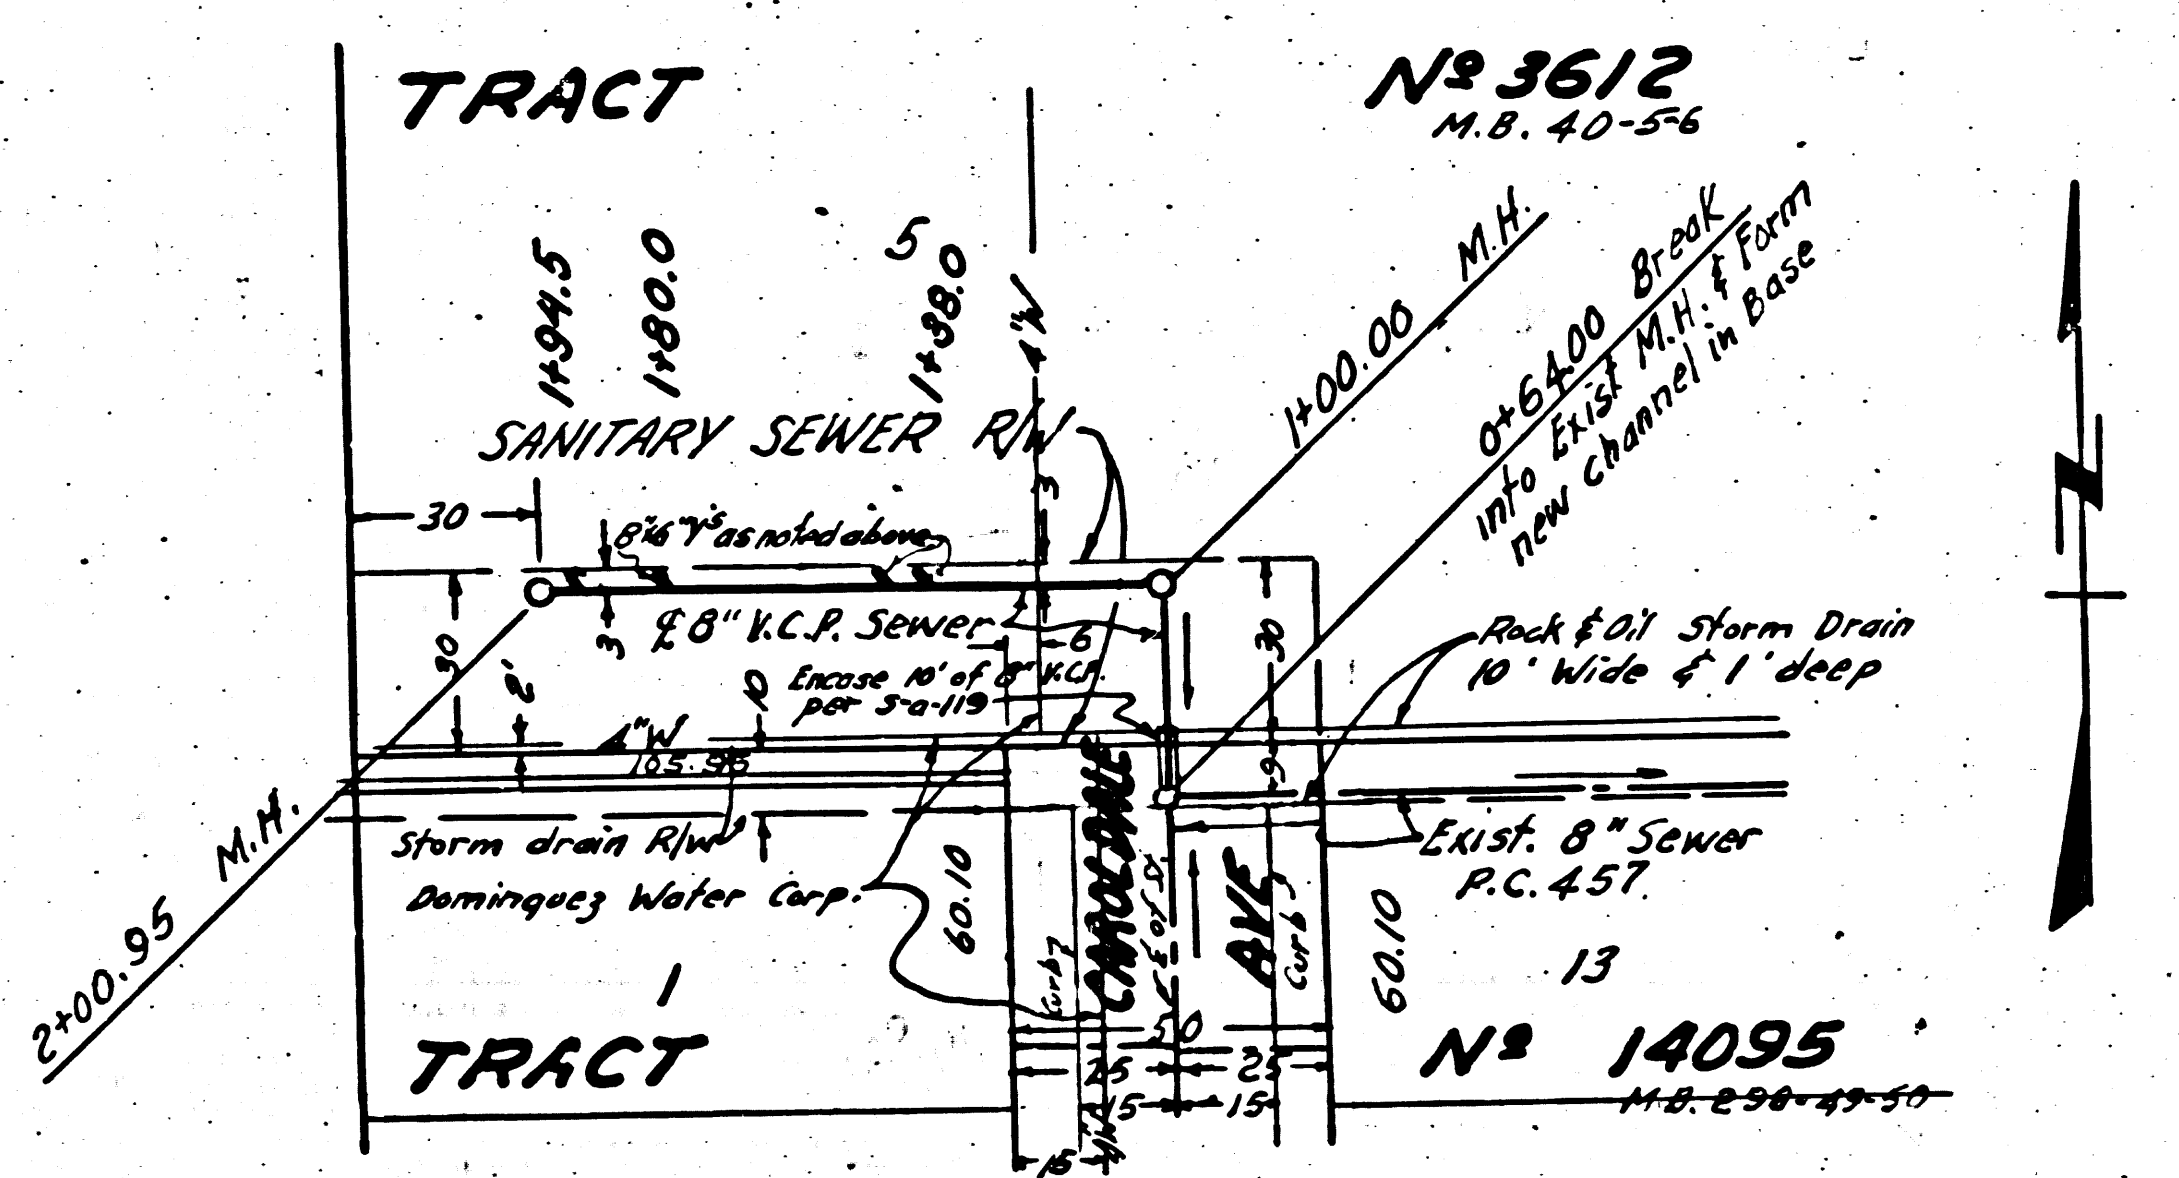 TRACT
Nº 3612
M.B. 40-5-6
5
1+94.5
1+80.0
1+38.0
4"W
1+00.00 M.H.
0+64.00 Break
into Exist M.H. & Form
new channel in Base
SANITARY SEWER R/W
3
30
8"x6"Y's as noted above
℄ 8" V.C.P. Sewer
3
6
30
30
2'
10
Encase 10' of 8" V.C.P.
per S-a-119
Rock & Oil Storm Drain
10' Wide & 1' deep
4"W
105.
9
Storm drain R/W
Dominguez Water Corp.
Exist. 8" Sewer
P.C. 457
2+00.95 M.H.
60.10
Curb
CAROLDALE
℄ of St.
AVE
Curb
60.10
1
13
TRACT
Nº 14095
M.B. 298-49-50
50
25
25
15
15
15